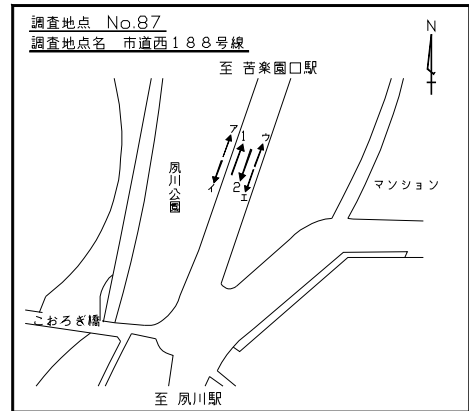 調査地点 No.87
調査地点名 市道西188号線
N
至 苦楽園口駅
ア
1
ウ
イ
2
エ
夙川公園
マンション
こおろぎ橋
至 夙川駅